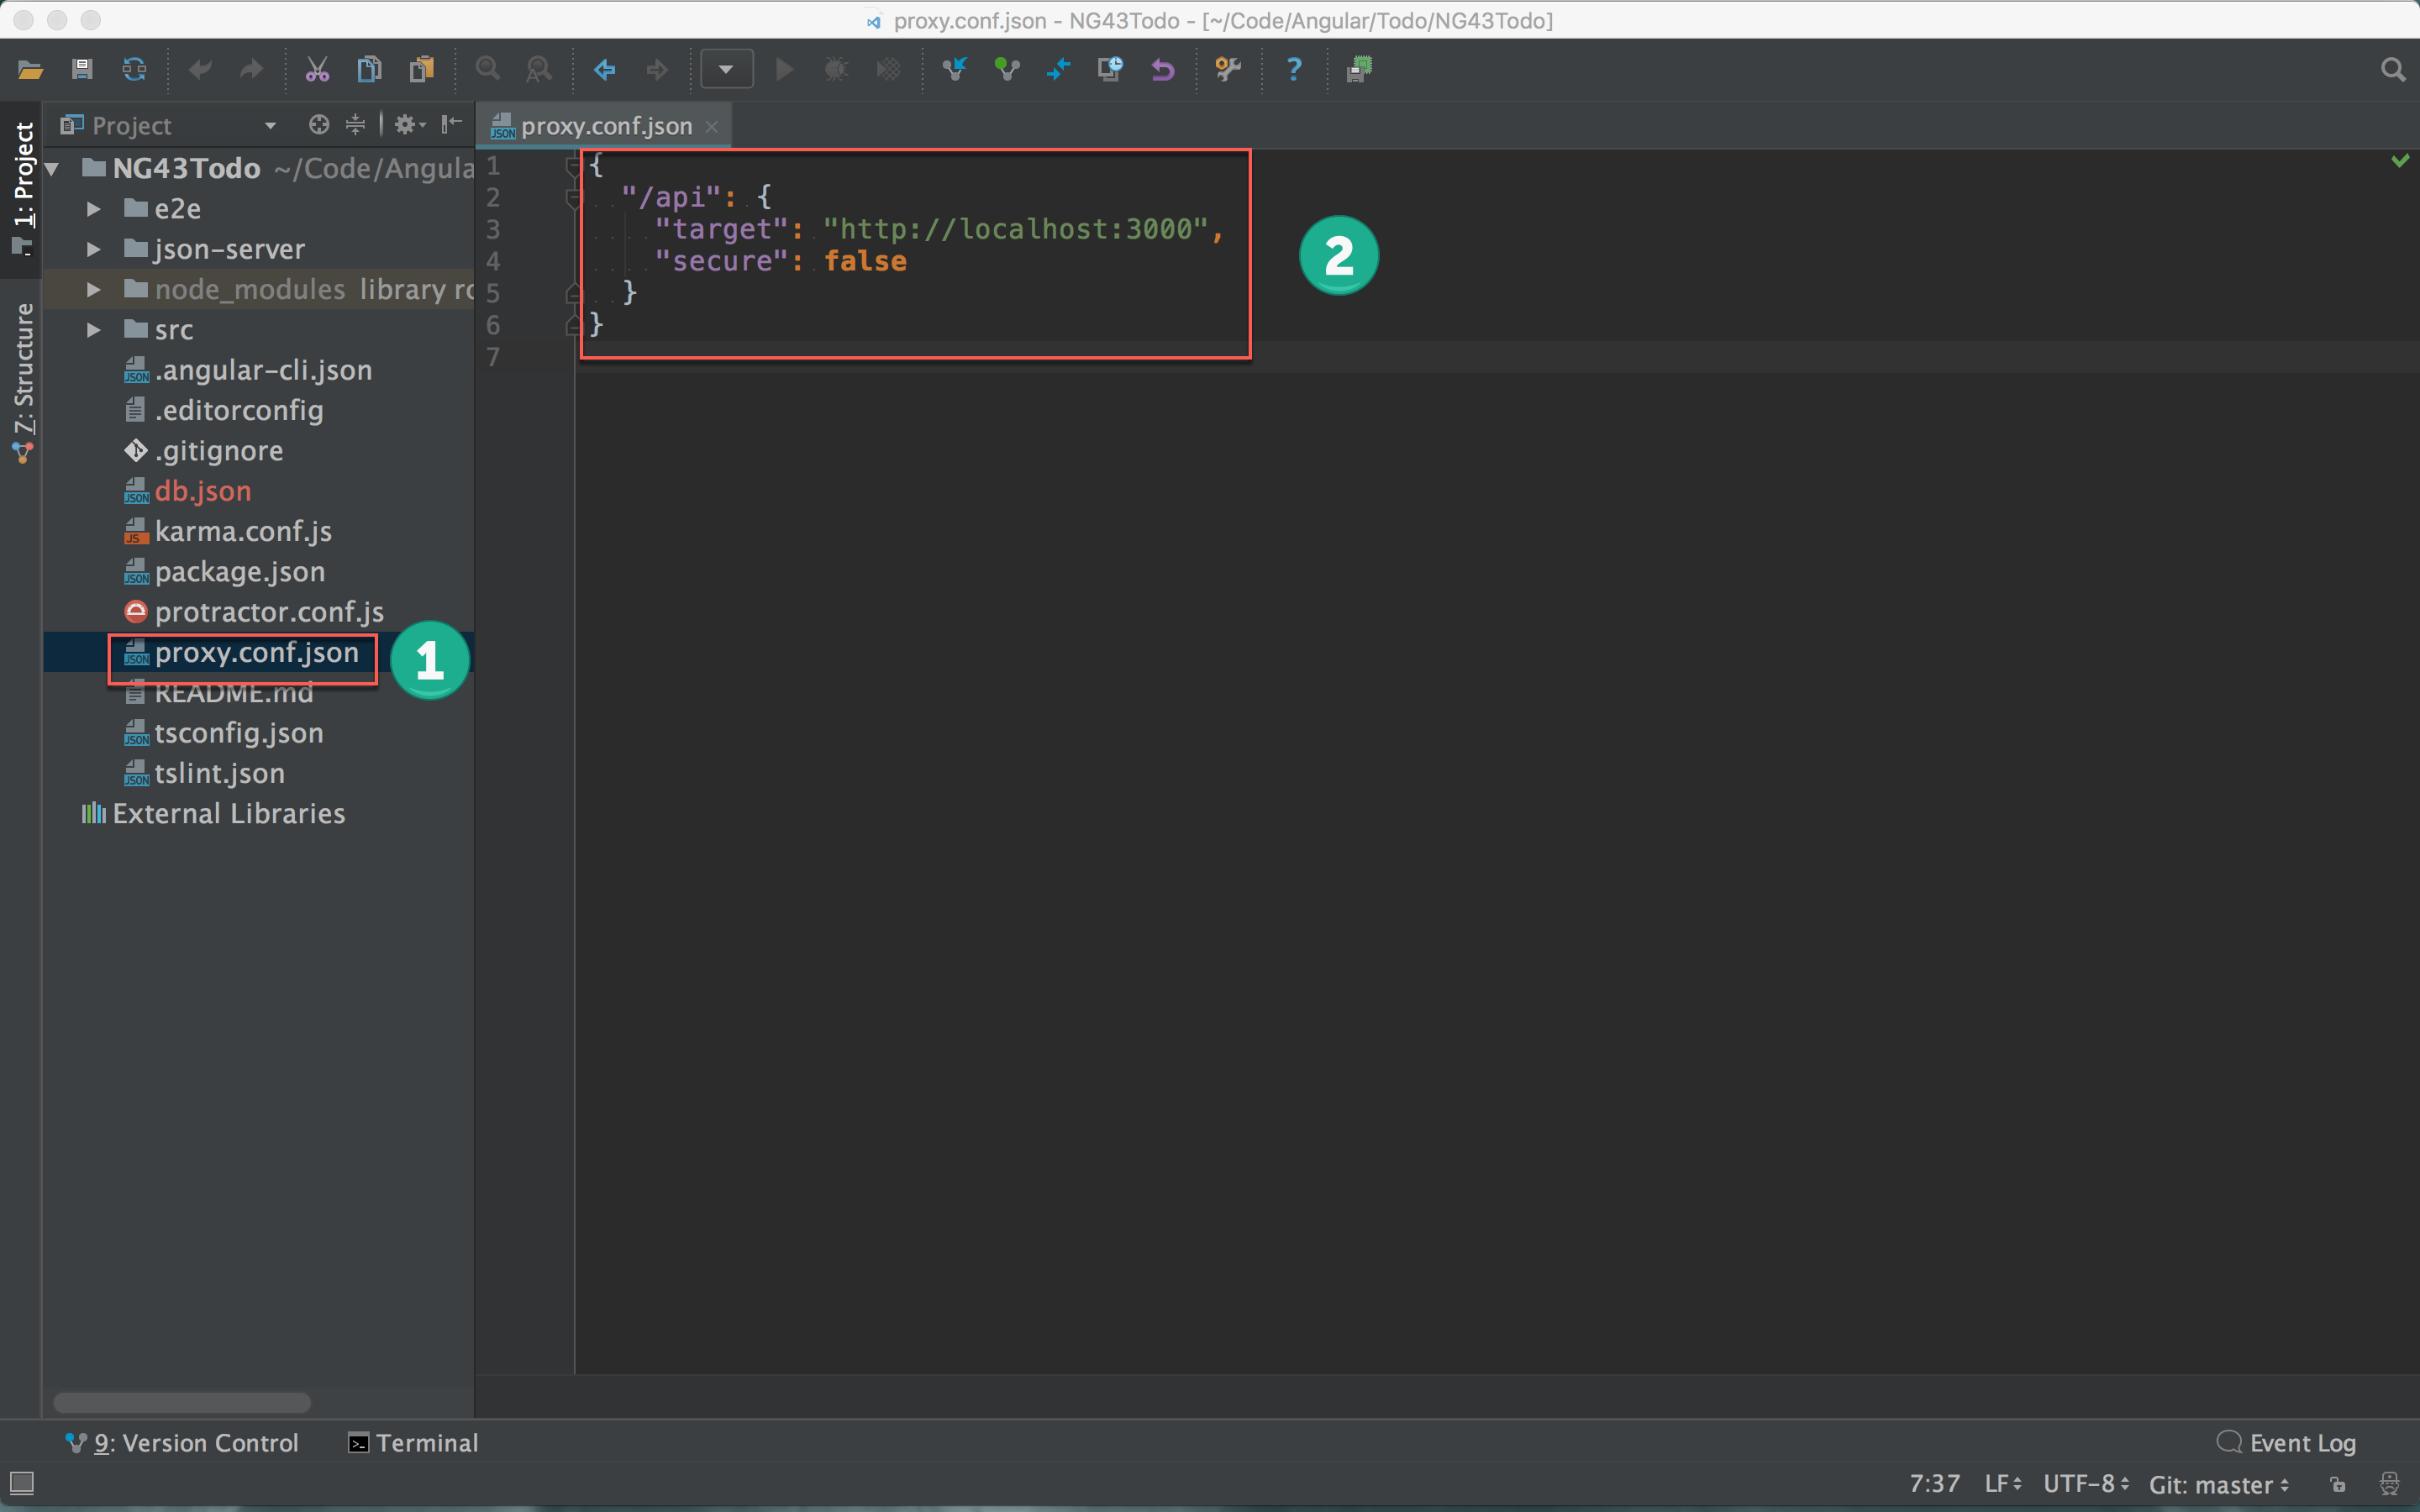 proxy.conf.json - NG43Todo - [~/Code/Angular/Todo/NG43Todo]
1: Project
7: Structure
Project
NG43Todo ~/Code/Angula
e2e
json-server
node_modules library ro
src
.angular-cli.json
.editorconfig
.gitignore
db.json
karma.conf.js
package.json
protractor.conf.js
proxy.conf.json
1
README.md
tsconfig.json
tslint.json
External Libraries
proxy.conf.json
1 {
2 "/api": {
3 "target": "http://localhost:3000",
4 "secure": false
5 }
6 }
7
2
9: Version Control
Terminal
Event Log
7:37 LF UTF-8 Git: master